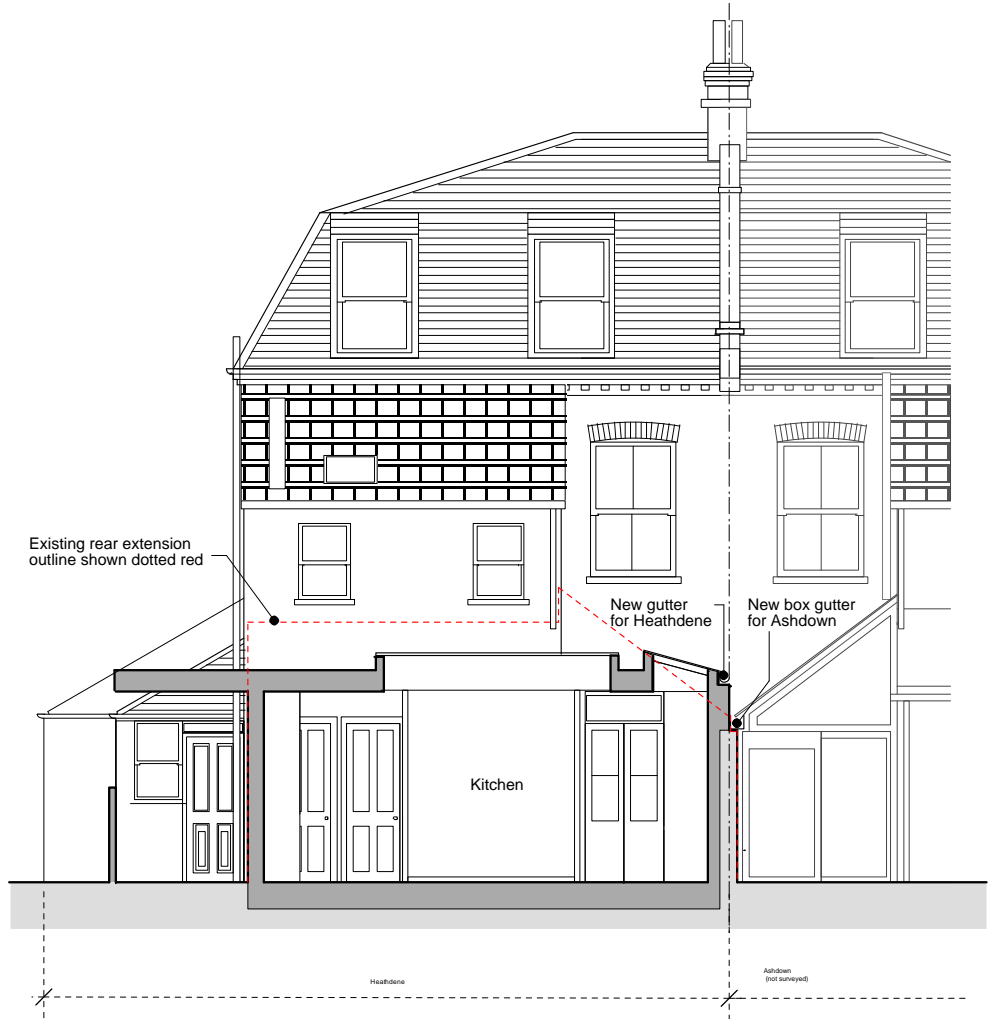 Existing rear extension
outline shown dotted red
New gutter
for Heathdene
New box gutter
for Ashdown
Kitchen
Heathdene
Ashdown
(not surveyed)